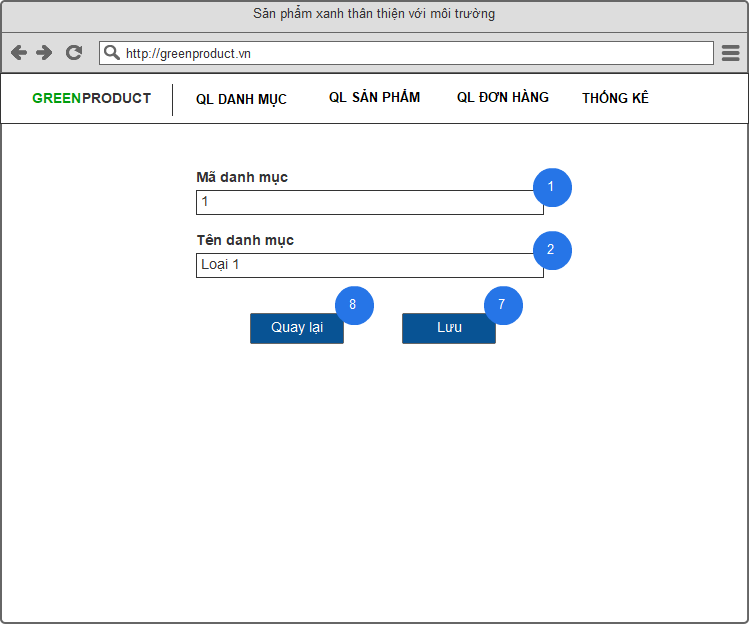 Sản phẩm xanh thân thiện với môi trường
http://greenproduct.vn
GREENPRODUCT QL DANH MỤC QL SẢN PHẨM QL ĐƠN HÀNG THỐNG KÊ
Mã danh mục
1
1
Tên danh mục
2
Loại 1
8
7
Quay lại Lưu